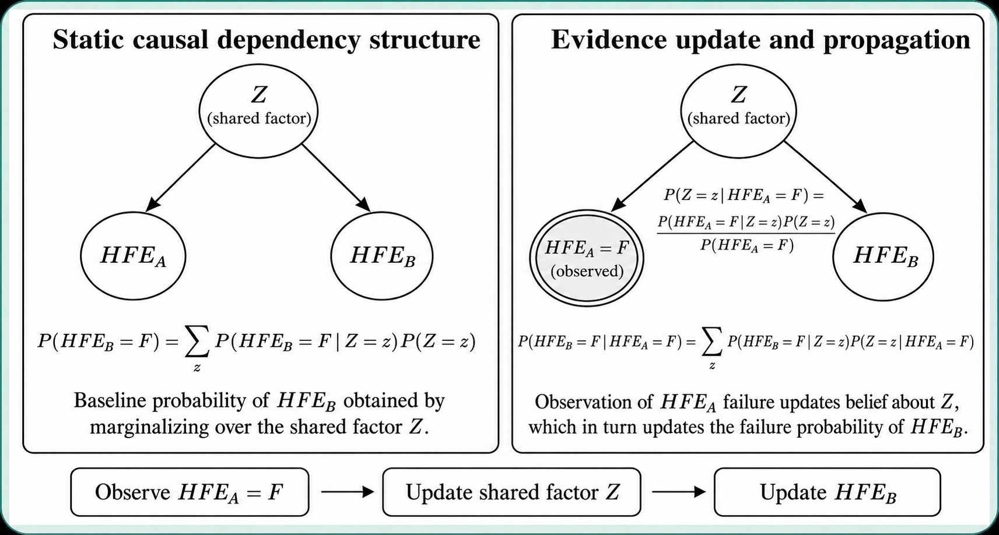 Static causal dependency structure
Z
(shared factor)
HFE_A
HFE_B
P(HFE_B = F) = ∑_z P(HFE_B = F | Z = z)P(Z = z)
Baseline probability of HFE_B obtained by
marginalizing over the shared factor Z.
Evidence update and propagation
Z
(shared factor)
P(Z = z | HFE_A = F) =
P(HFE_A = F | Z = z)P(Z = z)
P(HFE_A = F)
HFE_A = F
(observed)
HFE_B
P(HFE_B = F | HFE_A = F) = ∑_z P(HFE_B = F | Z = z)P(Z = z | HFE_A = F)
Observation of HFE_A failure updates belief about Z,
which in turn updates the failure probability of HFE_B.
Observe HFE_A = F
Update shared factor Z
Update HFE_B